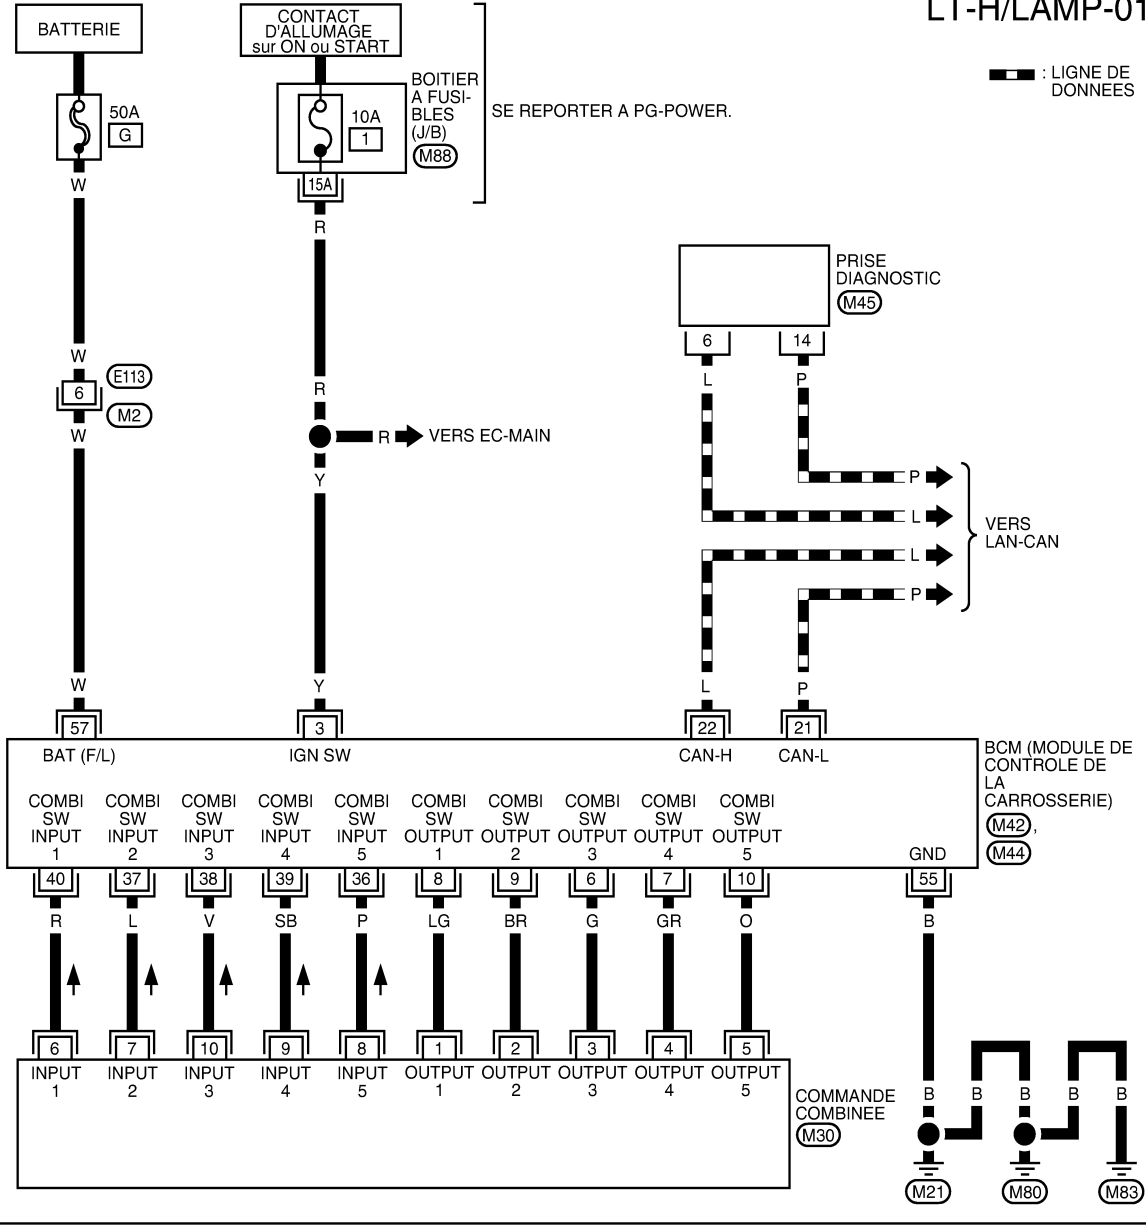 LT-H/LAMP-01
BATTERIE
CONTACT
D'ALLUMAGE
sur ON ou START
: LIGNE DE
DONNEES
50A
G
10A
1
BOITIER
A FUSI-
BLES
(J/B)
M88
SE REPORTER A PG-POWER.
15A
W
R
PRISE
DIAGNOSTIC
M45
6
14
W
R
L
P
E113
6
M2
W
R
VERS EC-MAIN
Y
P
L
L
P
VERS
LAN-CAN
W
Y
L
P
57
3
22
21
BAT (F/L)
IGN SW
CAN-H
CAN-L
BCM (MODULE DE
CONTROLE DE
LA
CARROSSERIE)
M42 ,
M44
COMBI
SW
INPUT
1
COMBI
SW
INPUT
2
COMBI
SW
INPUT
3
COMBI
SW
INPUT
4
COMBI
SW
INPUT
5
COMBI
SW
OUTPUT
1
COMBI
SW
OUTPUT
2
COMBI
SW
OUTPUT
3
COMBI
SW
OUTPUT
4
COMBI
SW
OUTPUT
5
GND
40
37
38
39
36
8
9
6
7
10
55
R
L
V
SB
P
LG
BR
G
GR
O
B
6
7
10
9
8
1
2
3
4
5
INPUT
1
INPUT
2
INPUT
3
INPUT
4
INPUT
5
OUTPUT
1
OUTPUT
2
OUTPUT
3
OUTPUT
4
OUTPUT
5
COMMANDE
COMBINEE
M30
B
B
B
B
B
M21
M80
M83